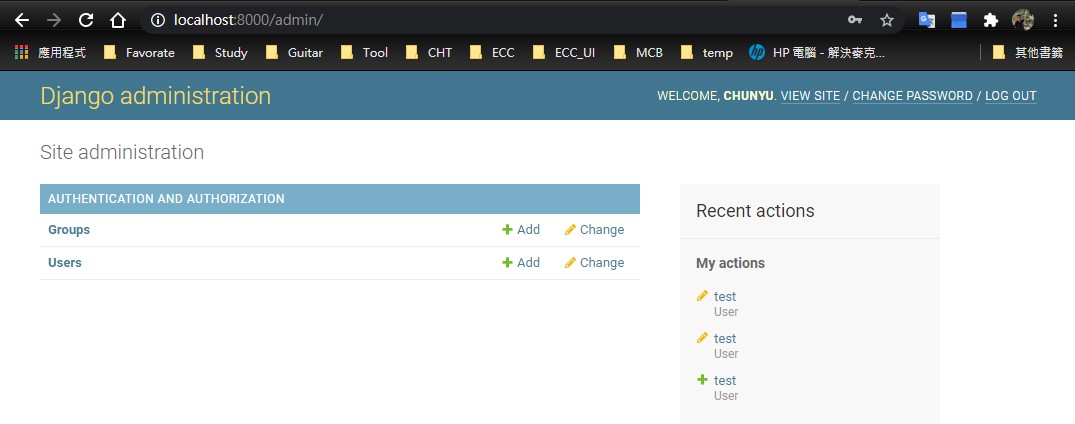 localhost:8000/admin/
應用程式 Favorate Study Guitar Tool CHT ECC ECC_UI MCB temp hp HP 電腦 - 解決麥克... 其他書籤
Django administration WELCOME, CHUNYU. VIEW SITE / CHANGE PASSWORD / LOG OUT
Site administration
AUTHENTICATION AND AUTHORIZATION
Groups Add Change
Users Add Change
Recent actions
My actions
test
User
test
User
test
User